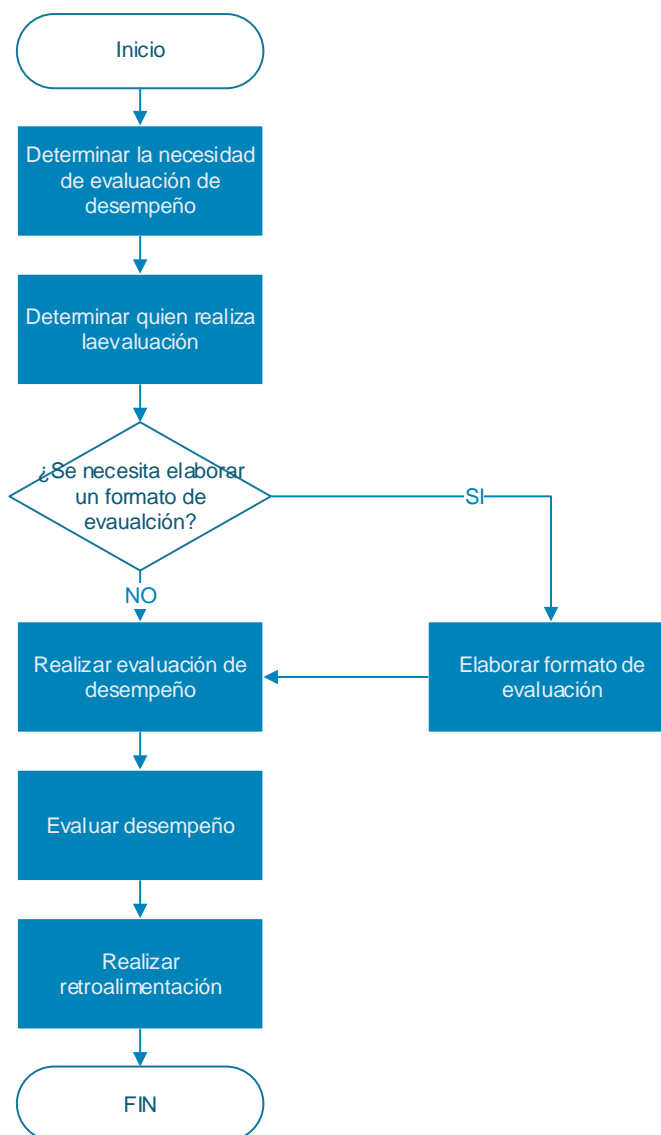 Inicio
Determinar la necesidad
de evaluación de
desempeño
Determinar quien realiza
laevaluación
¿Se necesita elaborar
un formato de
evaualción?
SI
NO
Realizar evaluación de
desempeño
Elaborar formato de
evaluación
Evaluar desempeño
Realizar
retroalimentación
FIN